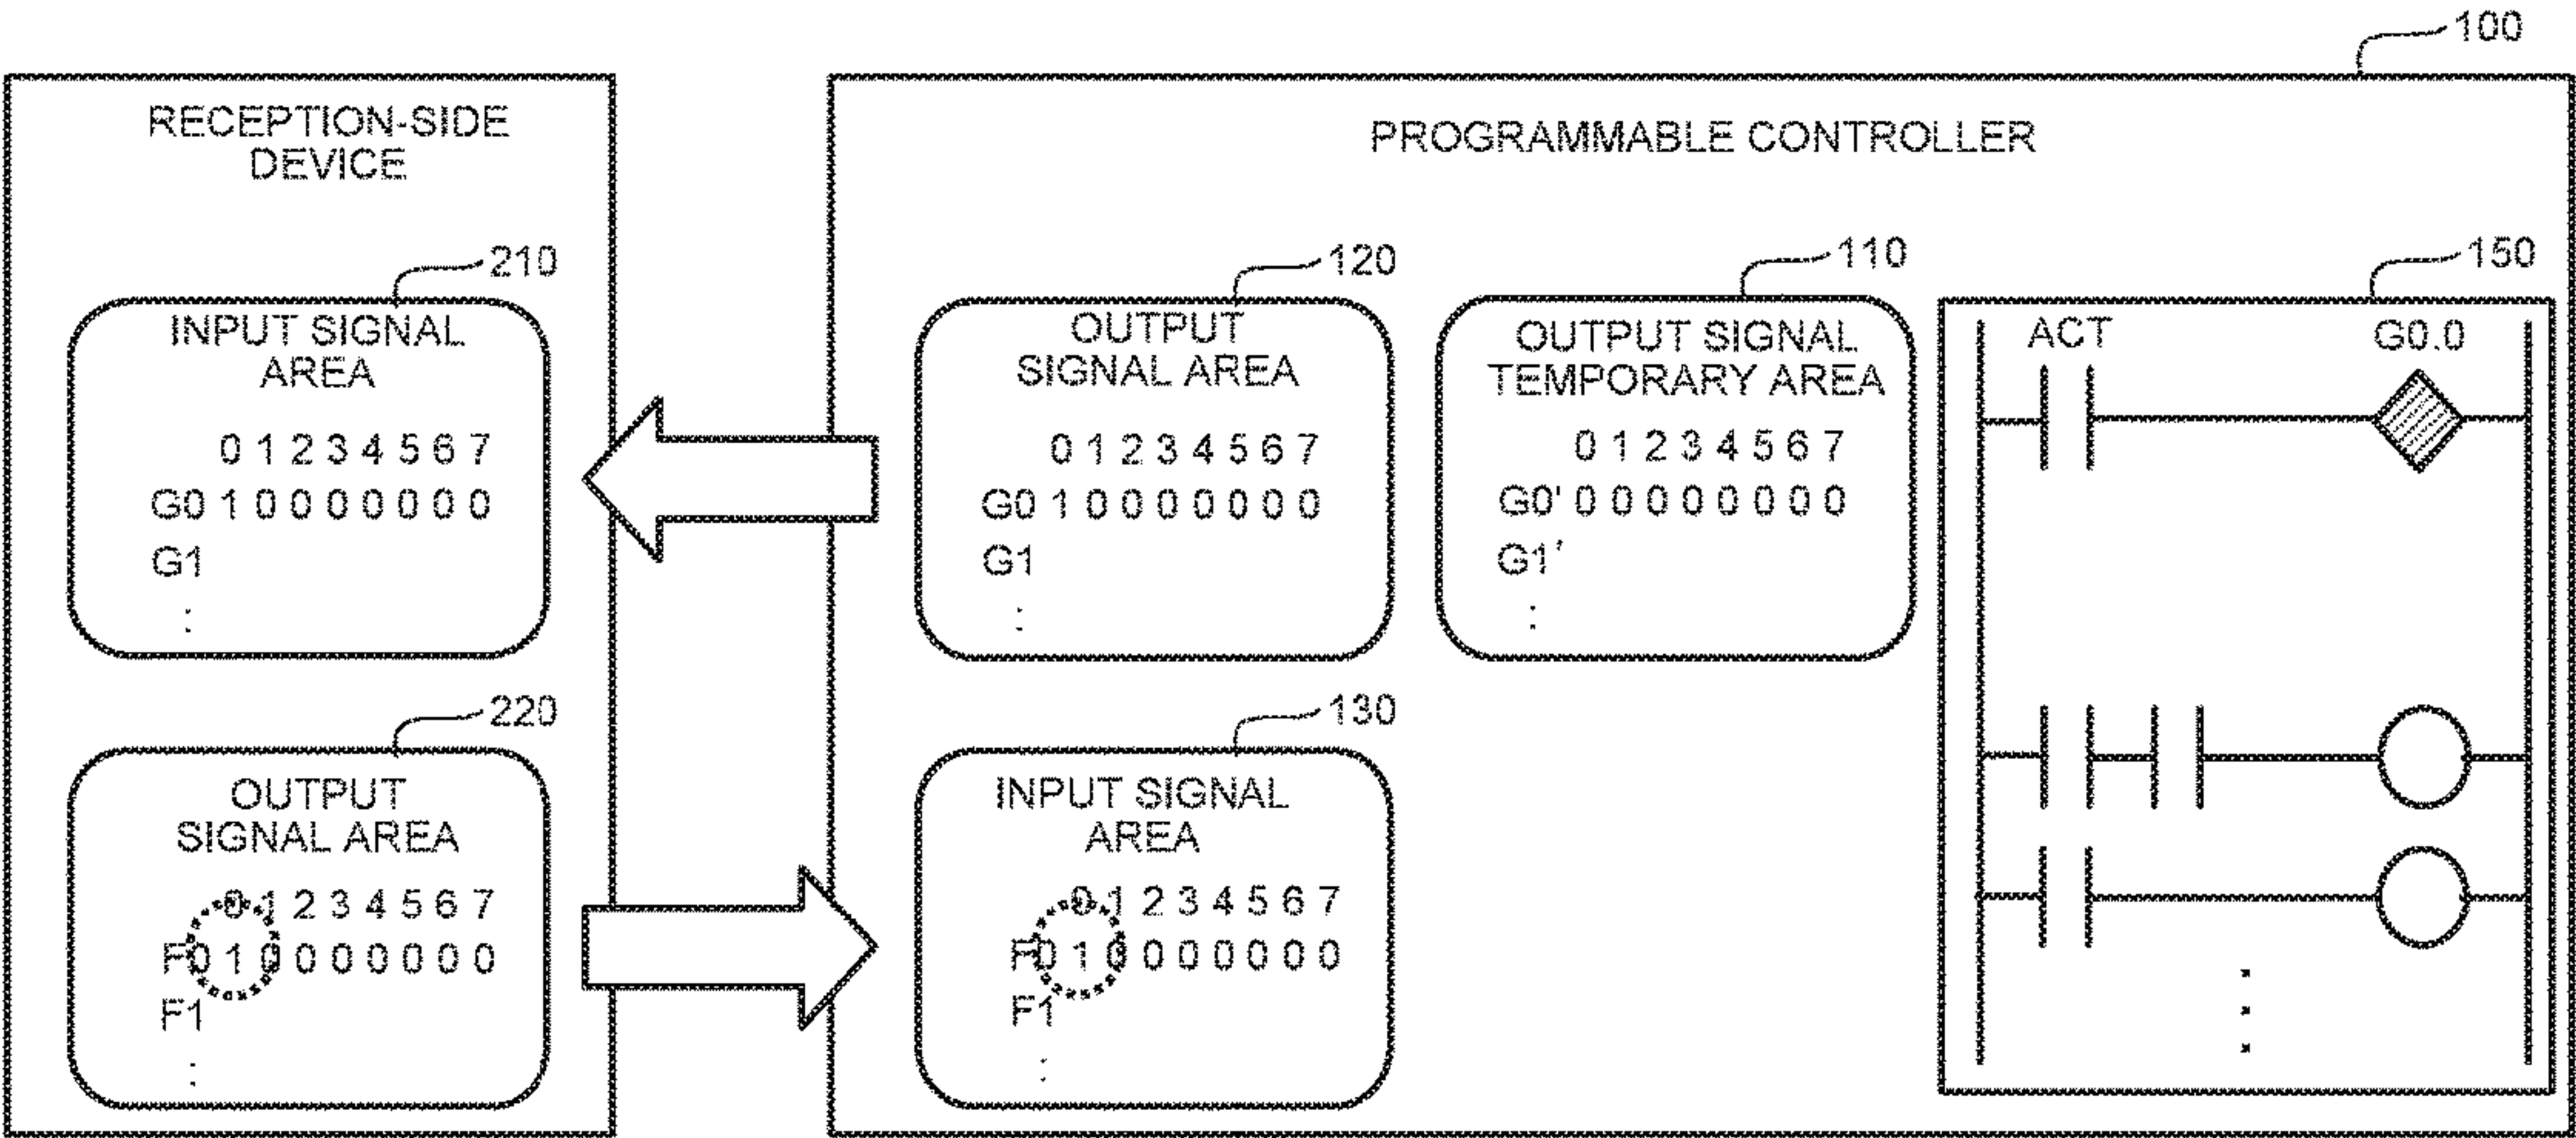 100
RECEPTION-SIDE
DEVICE
PROGRAMMABLE CONTROLLER
210
INPUT SIGNAL
AREA
0 1 2 3 4 5 6 7
G0 1 0 0 0 0 0 0 0
G1
:
120
OUTPUT
SIGNAL AREA
0 1 2 3 4 5 6 7
G0 1 0 0 0 0 0 0 0
G1
:
110
OUTPUT SIGNAL
TEMPORARY AREA
0 1 2 3 4 5 6 7
G0' 0 0 0 0 0 0 0 0
G1'
:
150
ACT
G0.0
220
OUTPUT
SIGNAL AREA
0 1 2 3 4 5 6 7
F0 1 0 0 0 0 0 0 0
F1
:
130
INPUT SIGNAL
AREA
0 1 2 3 4 5 6 7
F0 1 0 0 0 0 0 0 0
F1
: